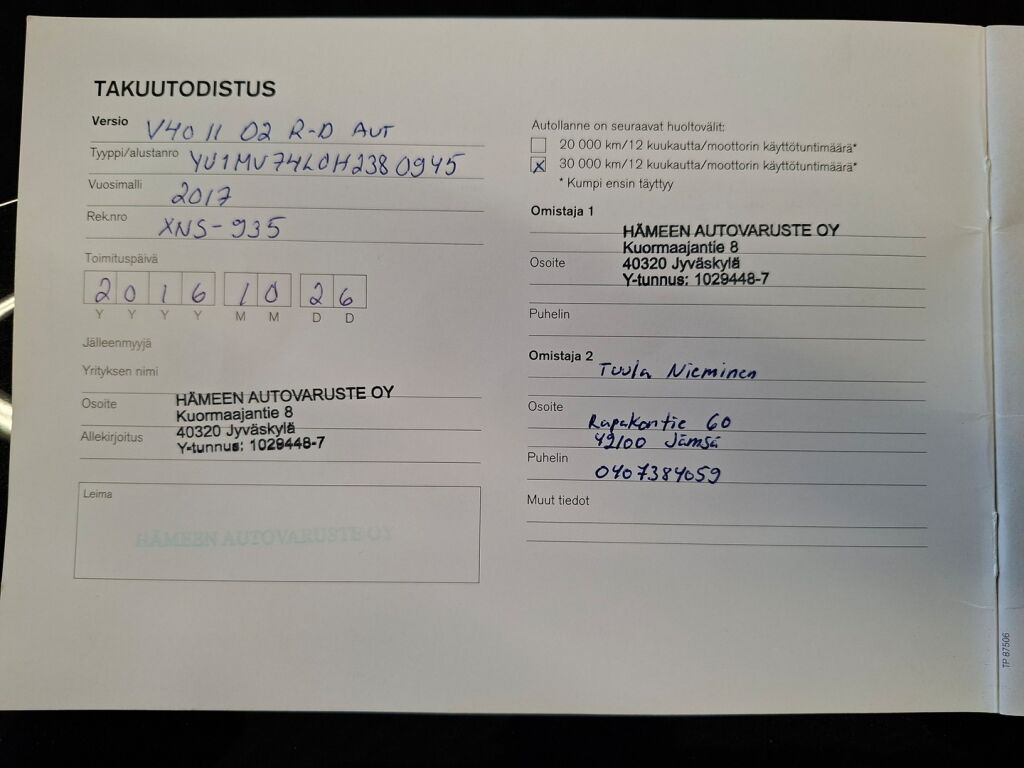 TAKUUTODISTUS
Versio V40 II D2 R-D Aut
Tyyppi/alustanro YV1MV74L0H2380945
Vuosimalli 2017
Rek.nro XNS-935
Toimituspäivä
2 0 1 6 1 0 2 6
Y Y Y Y M M D D
Jälleenmyyjä
Yrityksen nimi
HÄMEEN AUTOVARUSTE OY
Osoite Kuormaajantie 8
40320 Jyväskylä
Allekirjoitus Y-tunnus: 1029448-7
Leima
HÄMEEN AUTOVARUSTE OY
Autollanne on seuraavat huoltovälit:
20 000 km/12 kuukautta/moottorin käyttötuntimäärä*
x 30 000 km/12 kuukautta/moottorin käyttötuntimäärä*
* Kumpi ensin täyttyy
Omistaja 1
HÄMEEN AUTOVARUSTE OY
Kuormaajantie 8
Osoite 40320 Jyväskylä
Y-tunnus: 1029448-7
Puhelin
Omistaja 2
Tuula Nieminen
Osoite
Rapakontie 60
42100 Jämsä
Puhelin
0407384059
Muut tiedot
TP 87506